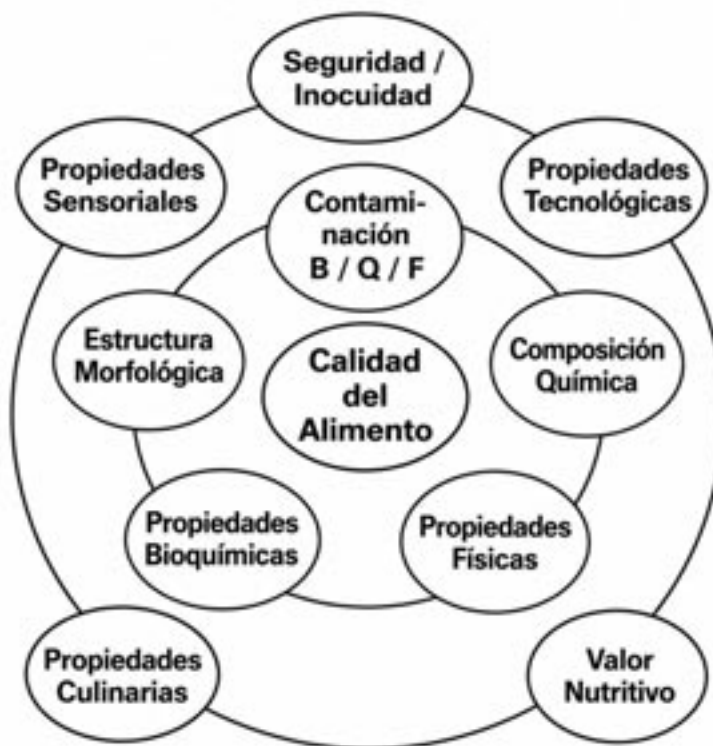 Seguridad /
Inocuidad
Propiedades
Sensoriales
Propiedades
Tecnológicas
Contami-
nación
B / Q / F
Estructura
Morfológica
Composición
Química
Calidad
del
Alimento
Propiedades
Bioquímicas
Propiedades
Físicas
Propiedades
Culinarias
Valor
Nutritivo